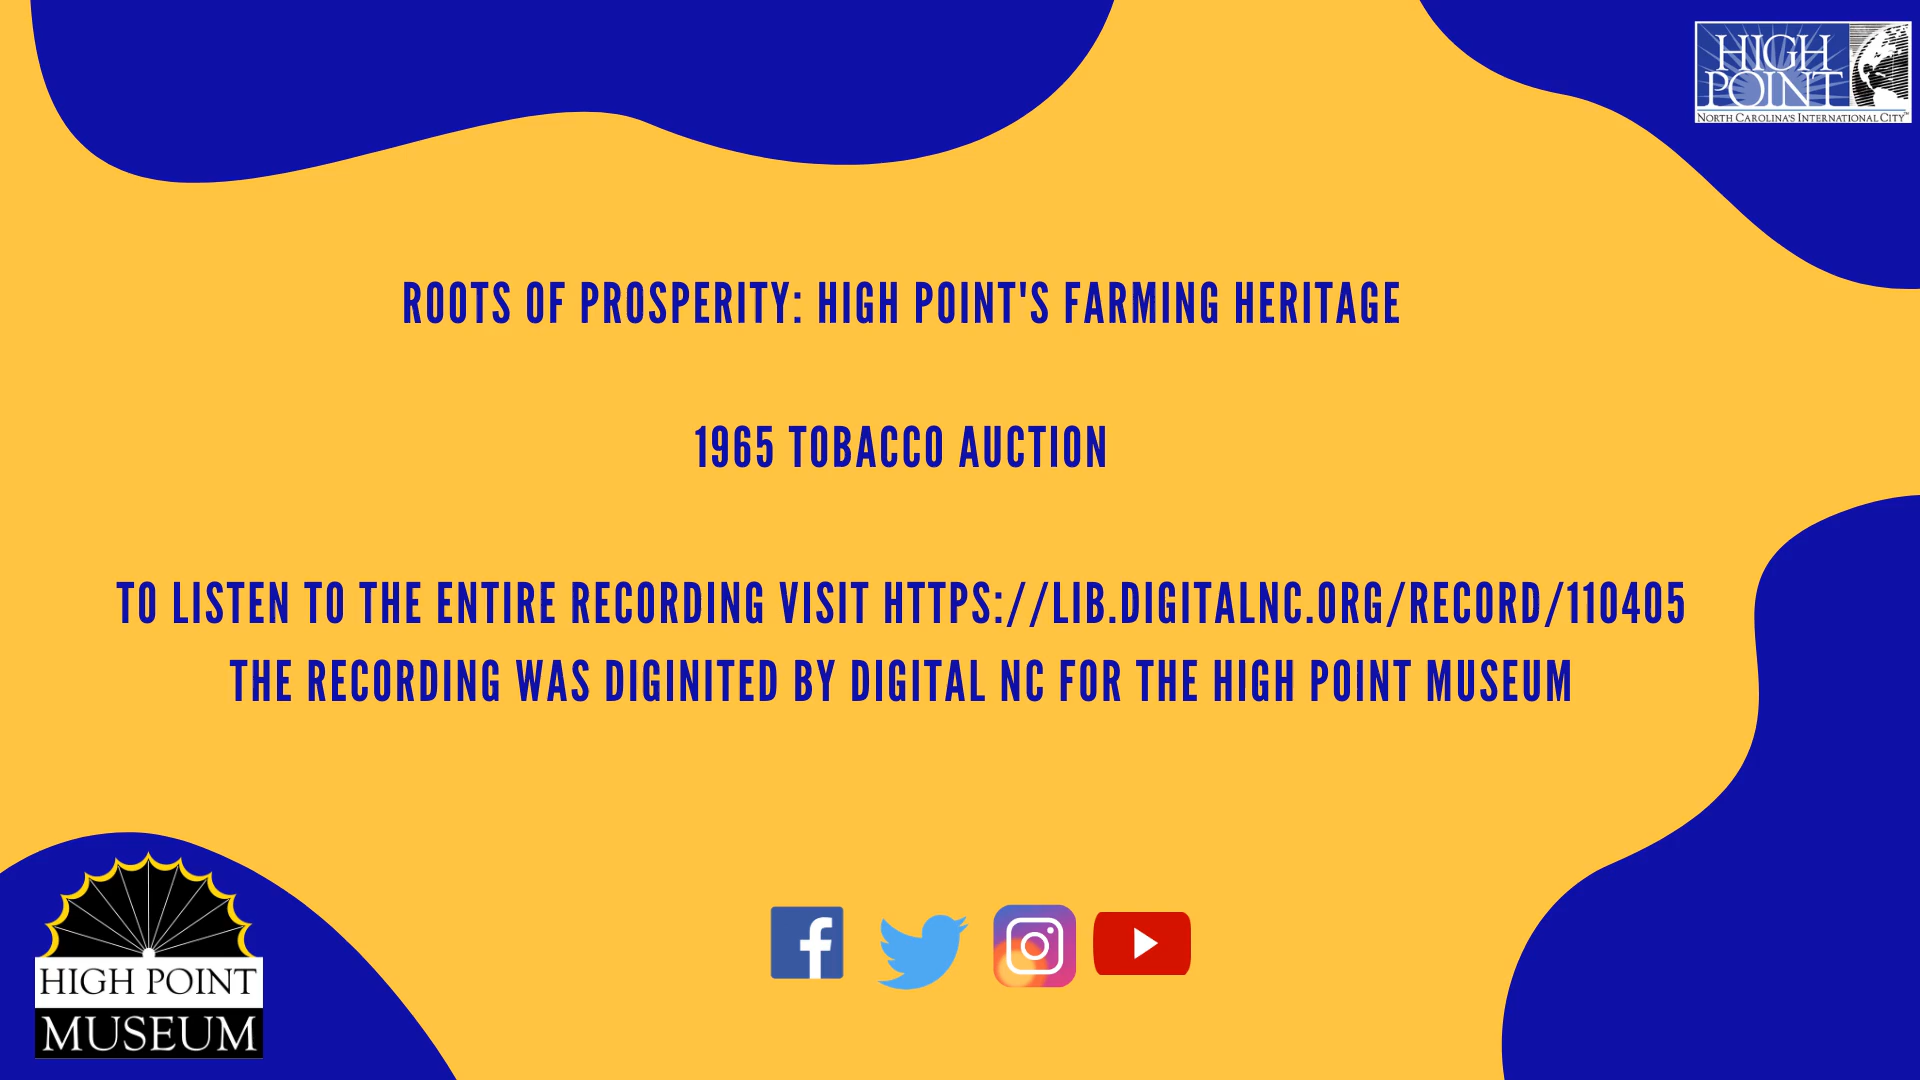 HIGH
POINT
NORTH CAROLINA'S INTERNATIONAL CITY™
ROOTS OF PROSPERITY: HIGH POINT'S FARMING HERITAGE
1965 TOBACCO AUCTION
TO LISTEN TO THE ENTIRE RECORDING VISIT HTTPS://LIB.DIGITALNC.ORG/RECORD/110405
THE RECORDING WAS DIGINITED BY DIGITAL NC FOR THE HIGH POINT MUSEUM
HIGH POINT
MUSEUM